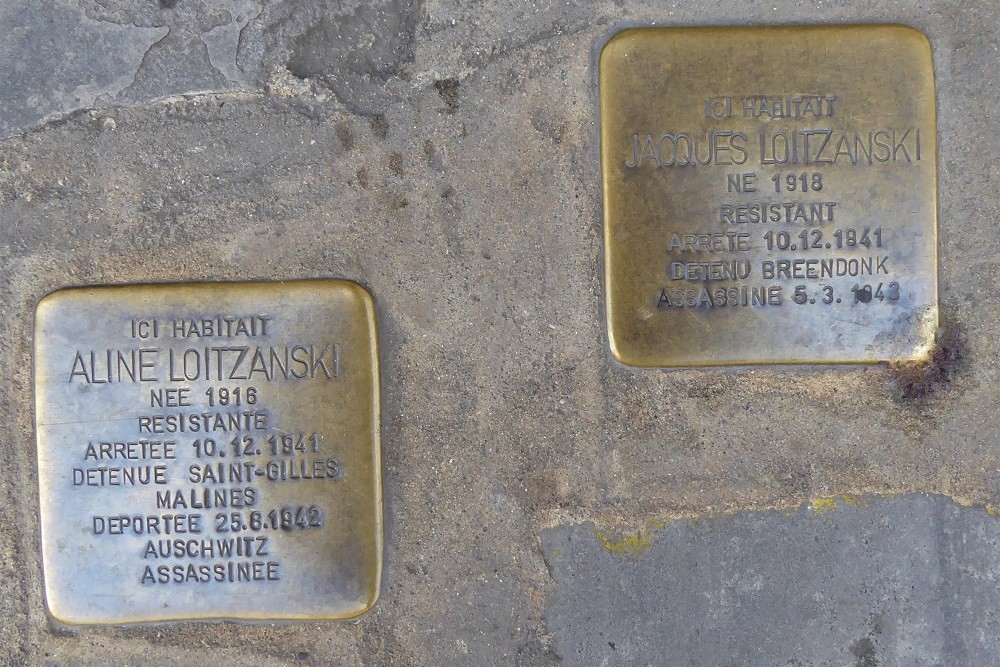 ICI HABITAIT
ALINE LOITZANSKI
NEE 1916
RESISTANTE
ARRETEE 10.12.1941
DETENUE SAINT-GILLES
MALINES
DEPORTEE 25.8.1942
AUSCHWITZ
ASSASSINEE
ICI HABITAIT
JACQUES LOITZANSKI
NE 1918
RESISTANT
ARRETE 10.12.1941
DETENU BREENDONK
ASSASSINE 5.3.1943